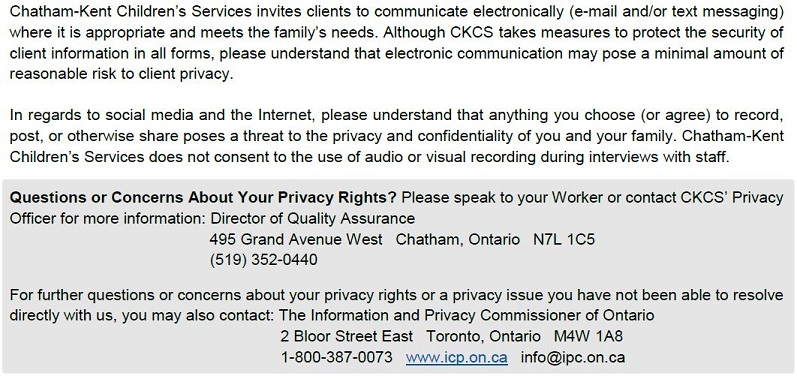 Chatham-Kent Children's Services invites clients to communicate electronically (e-mail and/or text messaging)
where it is appropriate and meets the family's needs. Although CKCS takes measures to protect the security of
client information in all forms, please understand that electronic communication may pose a minimal amount of
reasonable risk to client privacy.
In regards to social media and the Internet, please understand that anything you choose (or agree) to record,
post, or otherwise share poses a threat to the privacy and confidentiality of you and your family. Chatham-Kent
Children's Services does not consent to the use of audio or visual recording during interviews with staff.
Questions or Concerns About Your Privacy Rights? Please speak to your Worker or contact CKCS' Privacy
Officer for more information: Director of Quality Assurance
495 Grand Avenue West Chatham, Ontario N7L 1C5
(519) 352-0440
For further questions or concerns about your privacy rights or a privacy issue you have not been able to resolve
directly with us, you may also contact: The Information and Privacy Commissioner of Ontario
2 Bloor Street East Toronto, Ontario M4W 1A8
1-800-387-0073 www.icp.on.ca info@ipc.on.ca